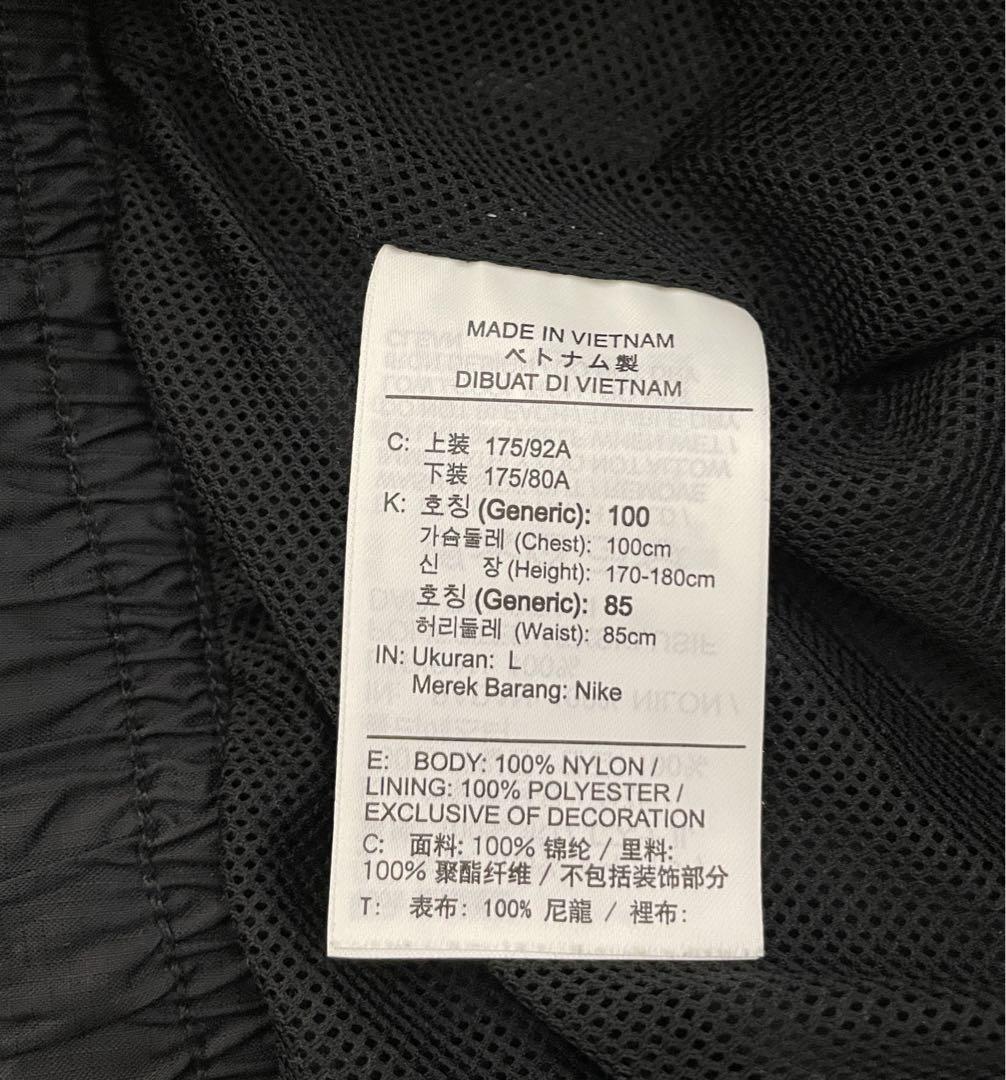 MADE IN VIETNAM
ベトナム製
DIBUAT DI VIETNAM
C: 上装 175/92A
下装 175/80A
K: 호칭 (Generic): 100
가슴둘레 (Chest): 100cm
신 장 (Height): 170-180cm
호칭 (Generic): 85
허리둘레 (Waist): 85cm
IN: Ukuran: L
Merek Barang: Nike
E: BODY: 100% NYLON /
LINING: 100% POLYESTER /
EXCLUSIVE OF DECORATION
C: 面料: 100% 锦纶 / 里料:
100% 聚酯纤维 / 不包括装饰部分
T: 表布: 100% 尼龍 / 裡布: